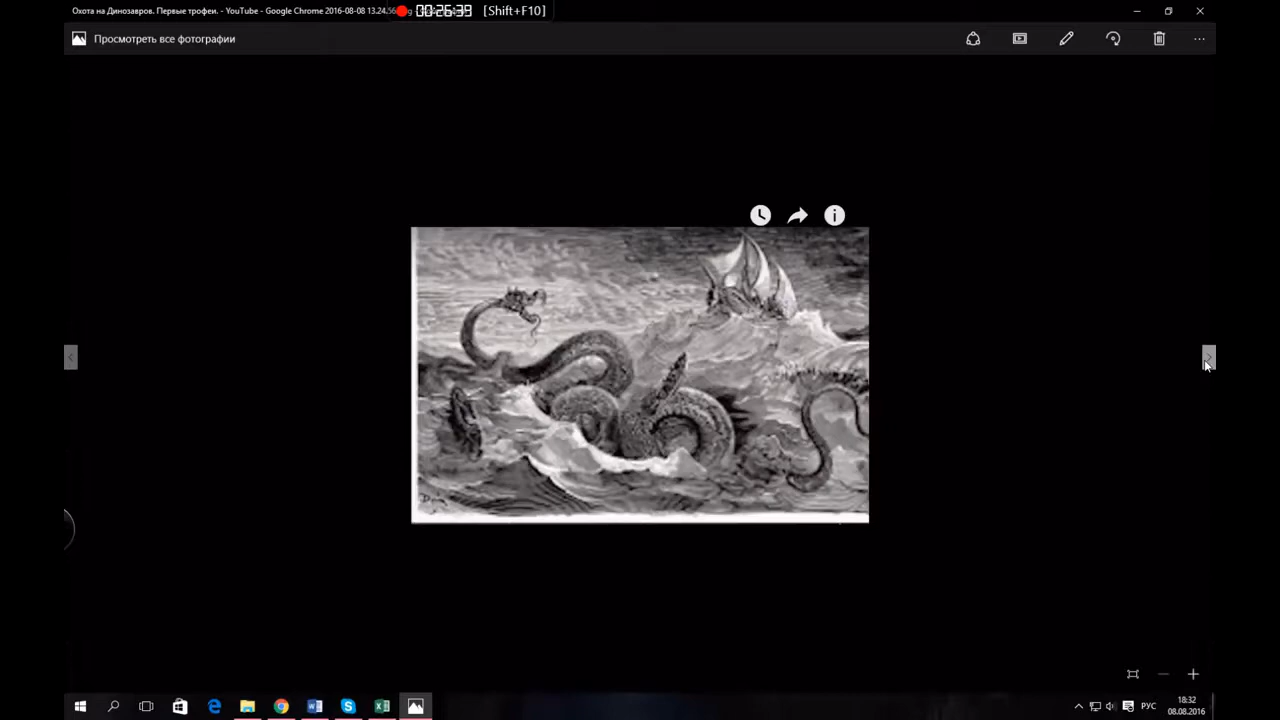 Охота на Динозавров. Первые трофеи. - YouTube - Google Chrome 2016-08-08 13.24.
00:26:39 [Shift+F10]
Просмотреть все фотографии
РУС
18:32
08.08.2016